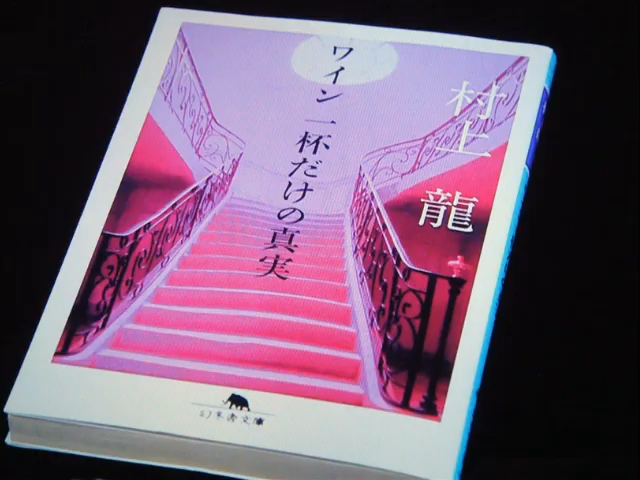 村上龍
ワイン一杯だけの真実
幻冬舎文庫